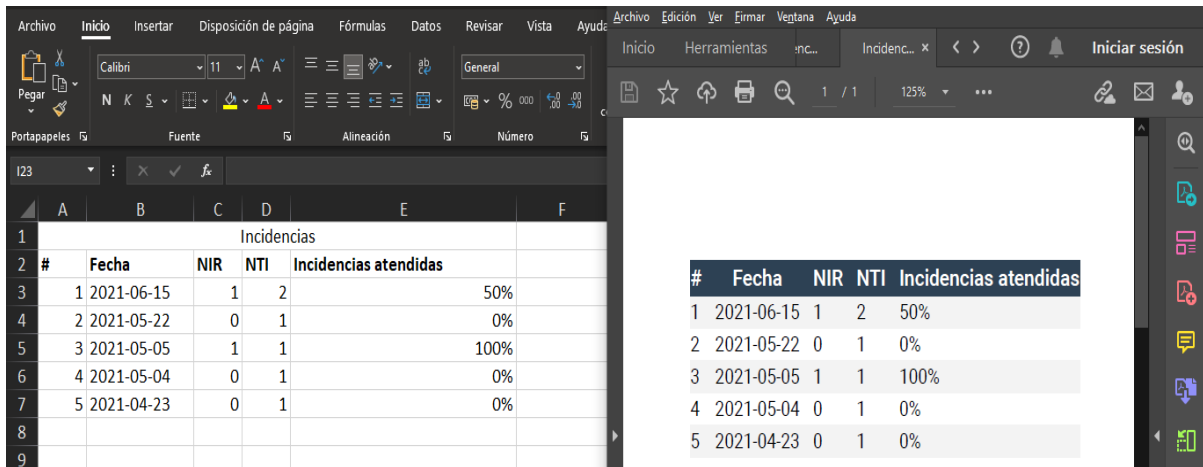 Archivo Inicio Insertar Disposición de página Fórmulas Datos Revisar Vista Ayuda
Pegar
Calibri 11 A A
General
N K S A
% 000
Portapapeles Fuente Alineación Número
I23 fx
A B C D E F
1 Incidencias
2 # Fecha NIR NTI Incidencias atendidas
3 1 2021-06-15 1 2 50%
4 2 2021-05-22 0 1 0%
5 3 2021-05-05 1 1 100%
6 4 2021-05-04 0 1 0%
7 5 2021-04-23 0 1 0%
8
9
Archivo Edición Ver Firmar Ventana Ayuda
Inicio Herramientas Incidenc... × Iniciar sesión
1 / 1 125%
# Fecha NIR NTI Incidencias atendidas
1 2021-06-15 1 2 50%
2 2021-05-22 0 1 0%
3 2021-05-05 1 1 100%
4 2021-05-04 0 1 0%
5 2021-04-23 0 1 0%